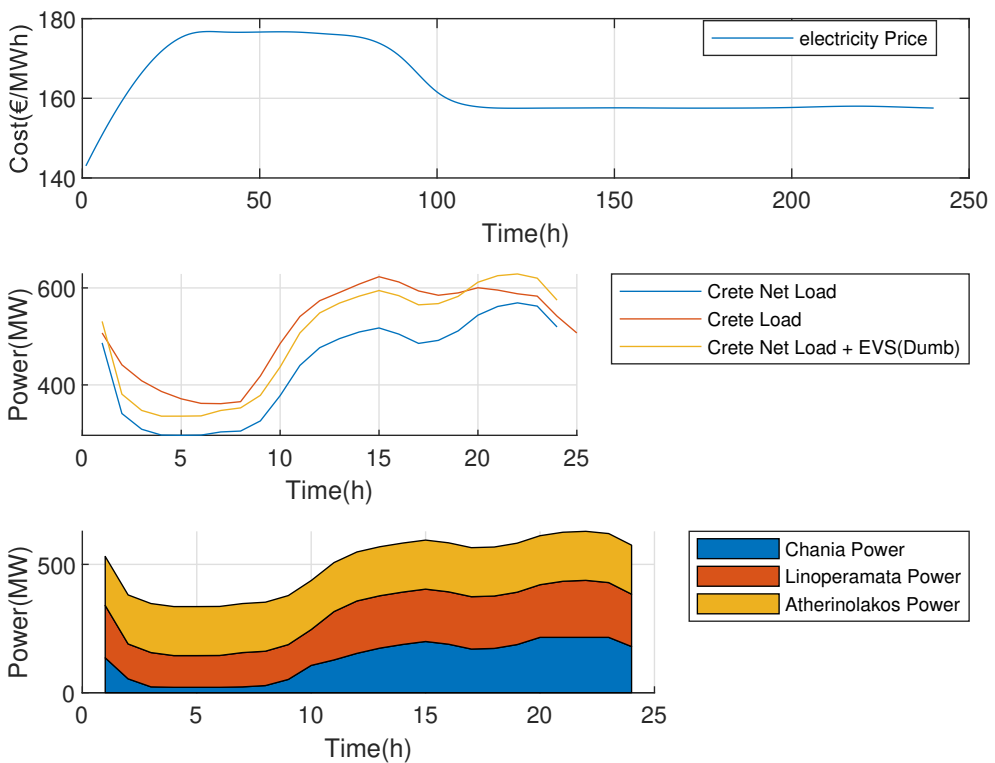 180
160
140
Cost(€/MWh)
electricity Price
0
50
100
150
200
250
Time(h)
600
400
Power(MW)
Crete Net Load
Crete Load
Crete Net Load + EVS(Dumb)
0
5
10
15
20
25
Time(h)
500
0
Power(MW)
Chania Power
Linoperamata Power
Atherinolakos Power
0
5
10
15
20
25
Time(h)